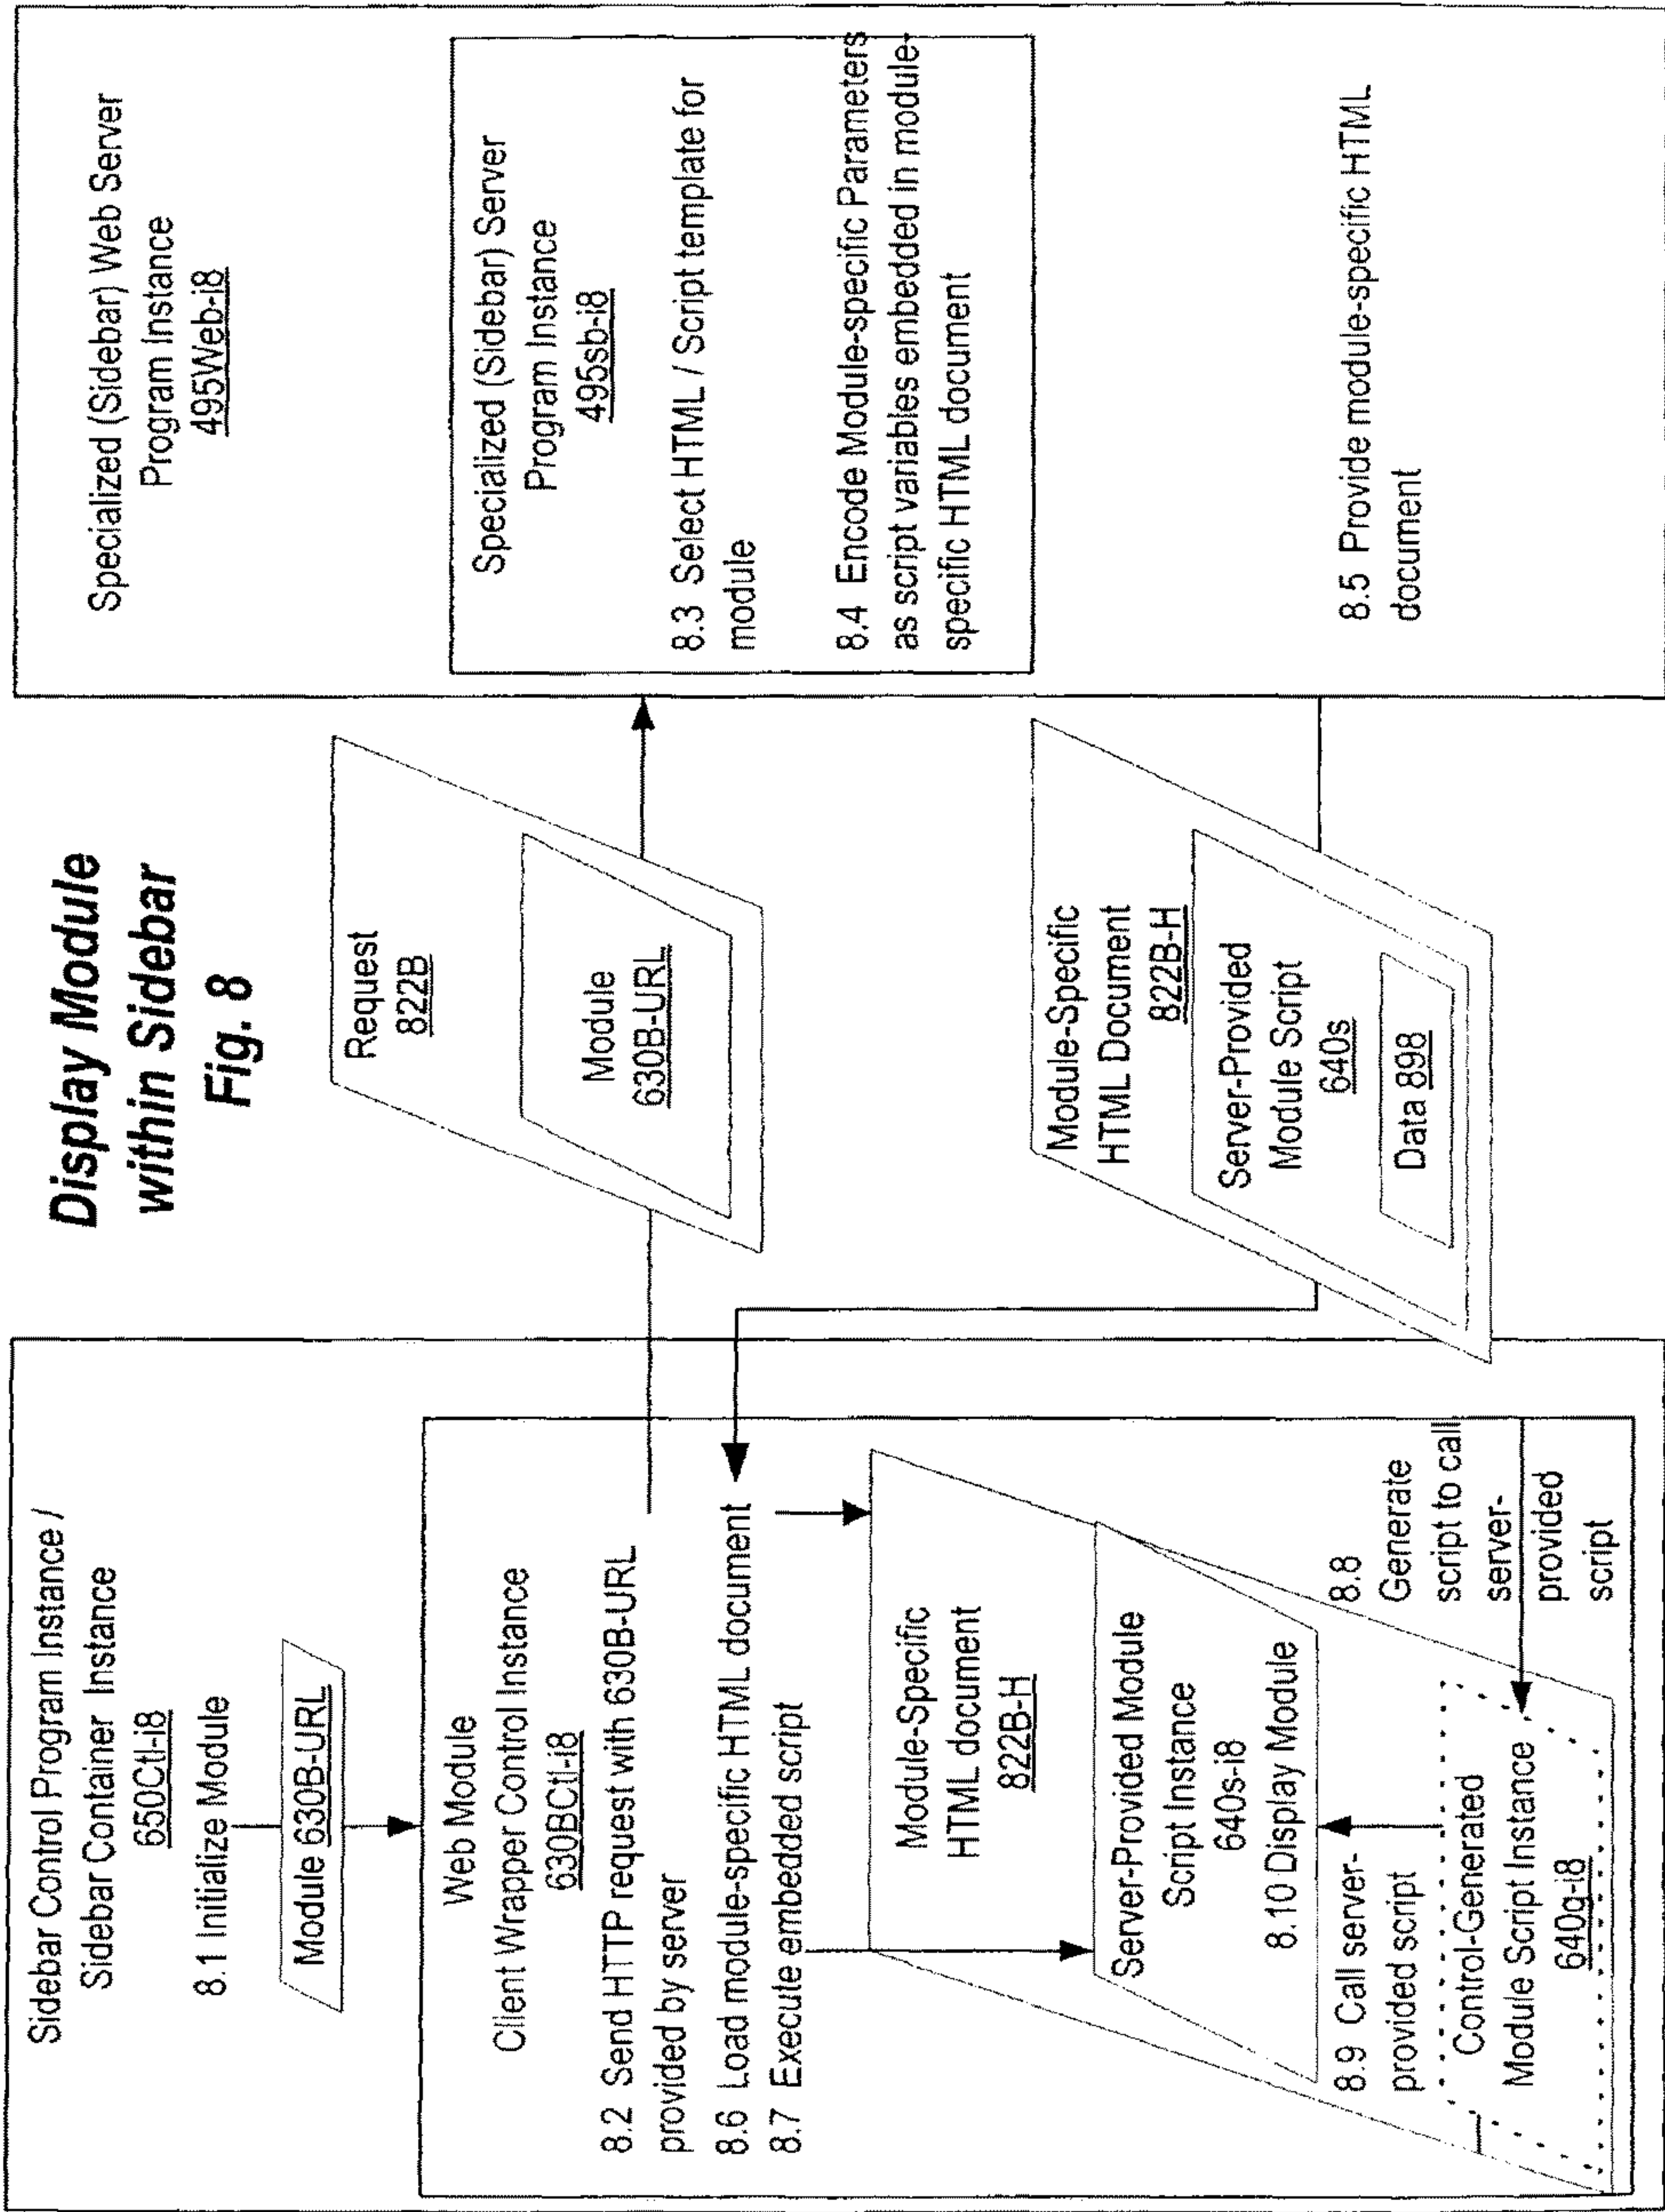 Display Module
within Sidebar
Fig. 8
Sidebar Control Program Instance /
Sidebar Container Instance
650Ctl-i8
8.1 Initialize Module
Module 630B-URL
Web Module
Client Wrapper Control Instance
630BCtl-i8
8.2 Send HTTP request with 630B-URL
provided by server
8.6 Load module-specific HTML document
8.7 Execute embedded script
Module-Specific
HTML document
822B-H
Server-Provided Module
Script Instance
640s-i8
8.10 Display Module
8.9 Call server-
provided script
Control-Generated
Module Script Instance
640g-i8
8.8
Generate
script to call
server-
provided
script
Request
822B
Module
630B-URL
Module-Specific
HTML Document
822B-H
Server-Provided
Module Script
640s
Data 898
Specialized (Sidebar) Web Server
Program Instance
495Web-i8
Specialized (Sidebar) Server
Program Instance
495sb-i8
8.3 Select HTML / Script template for
module
8.4 Encode Module-specific Parameters
as script variables embedded in module-
specific HTML document
8.5 Provide module-specific HTML
document